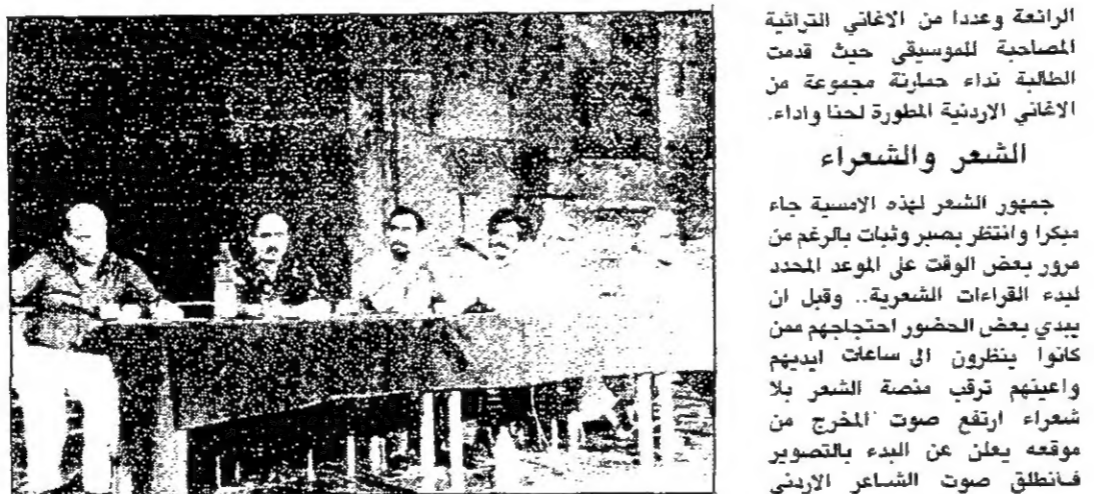 الرائعة وعددا من الاغاني التراثية
المصاحبة للموسيقى حيث قدمت
الطالبة نداء حمارنة مجموعة من
الاغاني الاردنية المطورة لحنا واداء.
الشعر والشعراء
جمهور الشعر لهذه الامسية جاء
مبكرا وانتظر بصبر وثبات بالرغم من
مرور بعض الوقت على الموعد المحدد
لبدء القراءات الشعرية.. وقبل ان
يبدي بعض الحضور احتجاجهم ممن
كانوا ينظرون الى ساعات ايديهم
واعينهم ترقب منصة الشعر بلا
شعراء ارتفع صوت المخرج من
موقعه يعلن عن البدء بالتصوير
فانطلق صوت الشاعر الاردني